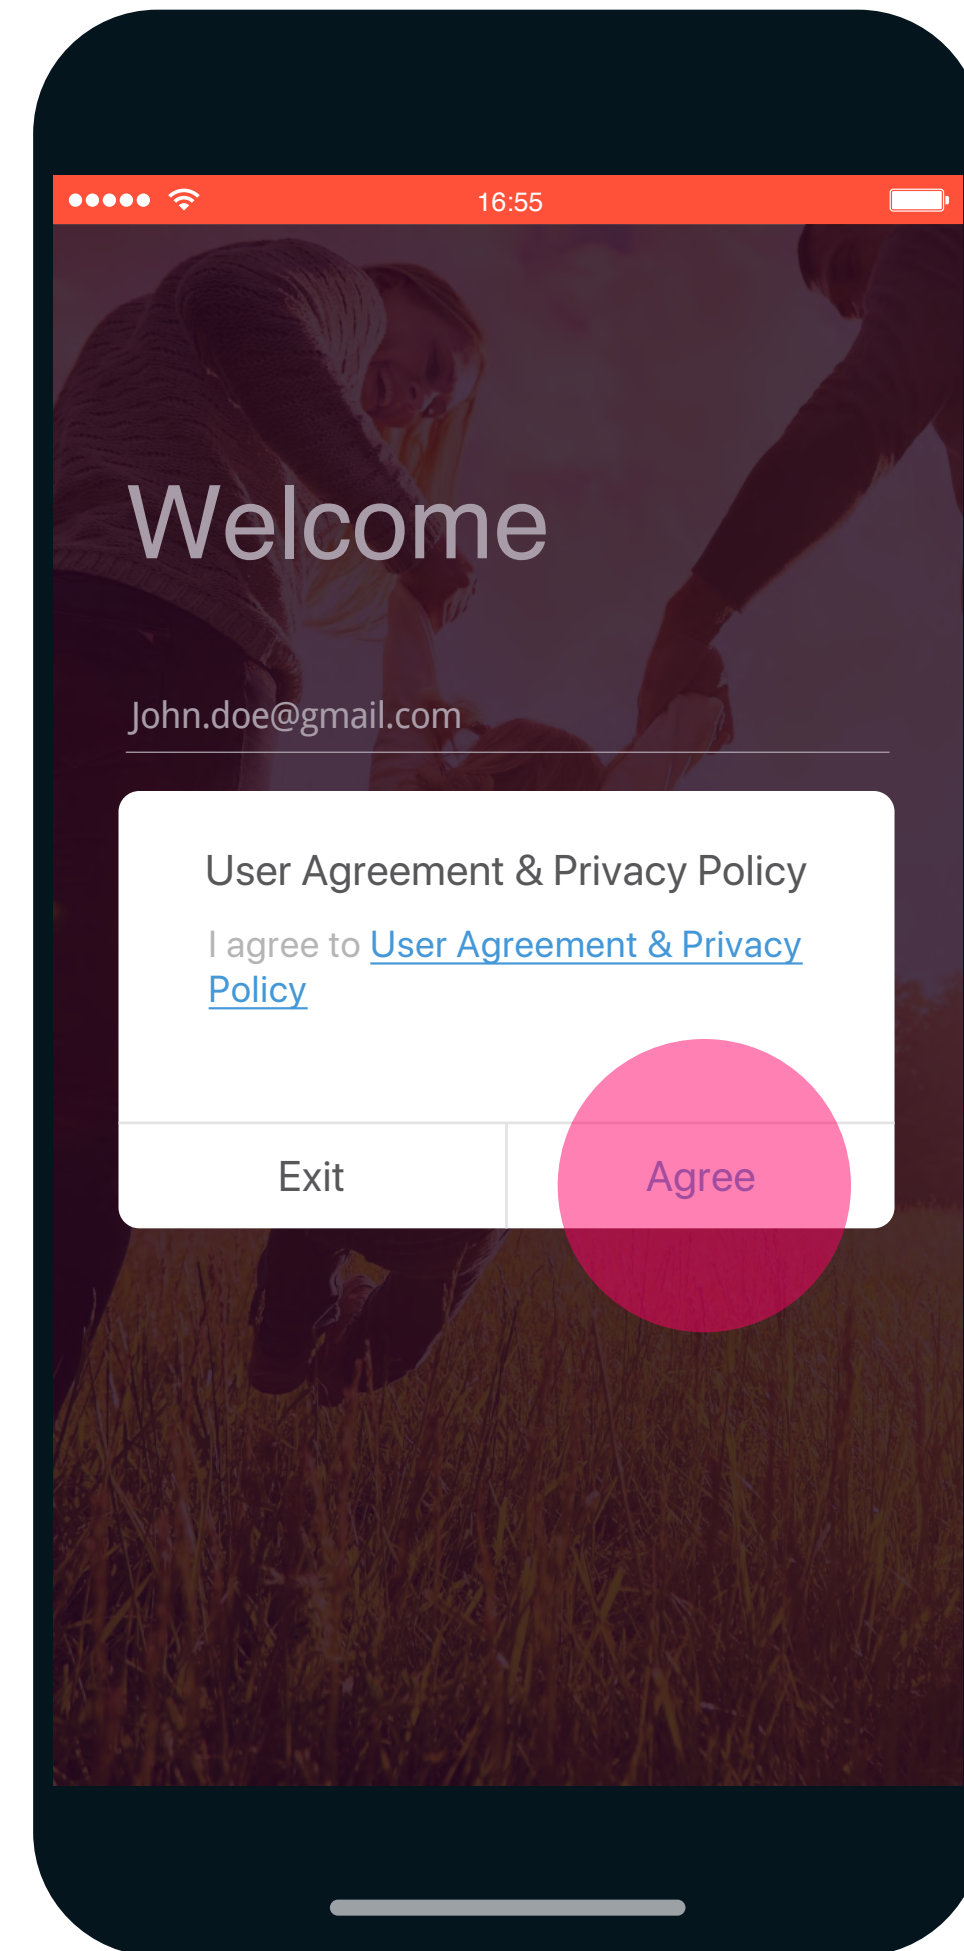 16:55
Welcome
John.doe@gmail.com
User Agreement & Privacy Policy
I agree to User Agreement & Privacy
Policy
Exit
Agree